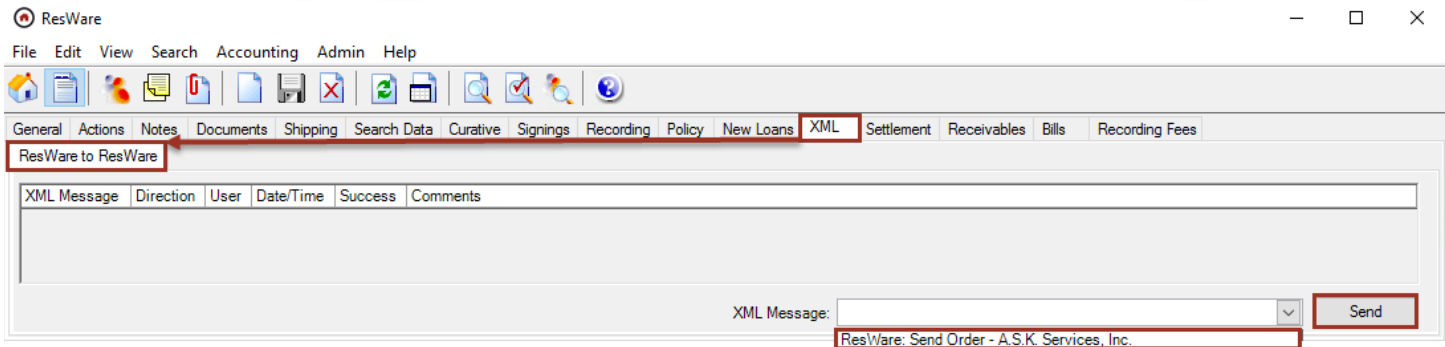 ResWare
File Edit View Search Accounting Admin Help
General Actions Notes Documents Shipping Search Data Curative Signings Recording Policy New Loans XML Settlement Receivables Bills Recording Fees
ResWare to ResWare
XML Message Direction User Date/Time Success Comments
XML Message: Send
ResWare: Send Order - A.S.K. Services, Inc.